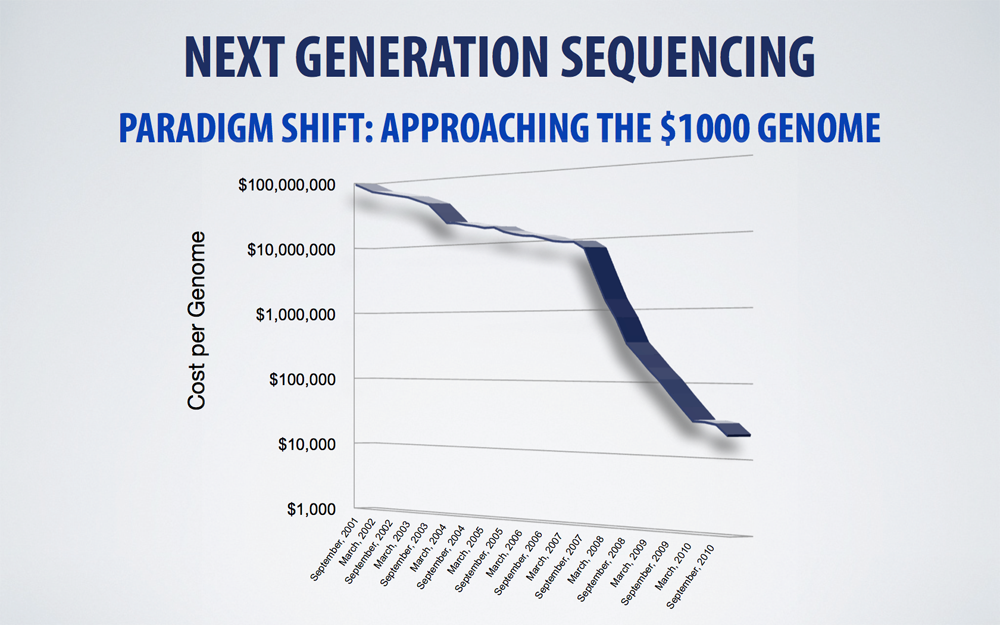 NEXT GENERATION SEQUENCING
PARADIGM SHIFT: APPROACHING THE $1000 GENOME
Cost per Genome
$100,000,000
$10,000,000
$1,000,000
$100,000
$10,000
$1,000
September, 2001
March, 2002
September, 2002
March, 2003
September, 2003
March, 2004
September, 2004
March, 2005
September, 2005
March, 2006
September, 2006
March, 2007
September, 2007
March, 2008
September, 2008
March, 2009
September, 2009
March, 2010
September, 2010